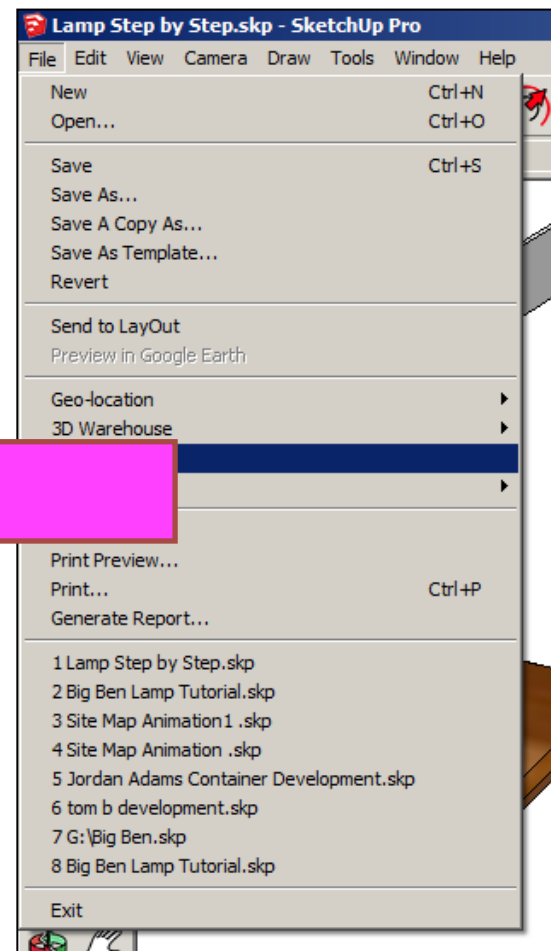 Lamp Step by Step.skp - SketchUp Pro
File Edit View Camera Draw Tools Window Help
New Ctrl+N
Open... Ctrl+O
Save Ctrl+S
Save As...
Save A Copy As...
Save As Template...
Revert
Send to LayOut
Preview in Google Earth
Geo-location
3D Warehouse
Print Preview...
Print... Ctrl+P
Generate Report...
1 Lamp Step by Step.skp
2 Big Ben Lamp Tutorial.skp
3 Site Map Animation1 .skp
4 Site Map Animation .skp
5 Jordan Adams Container Development.skp
6 tom b development.skp
7 G:\Big Ben.skp
8 Big Ben Lamp Tutorial.skp
Exit